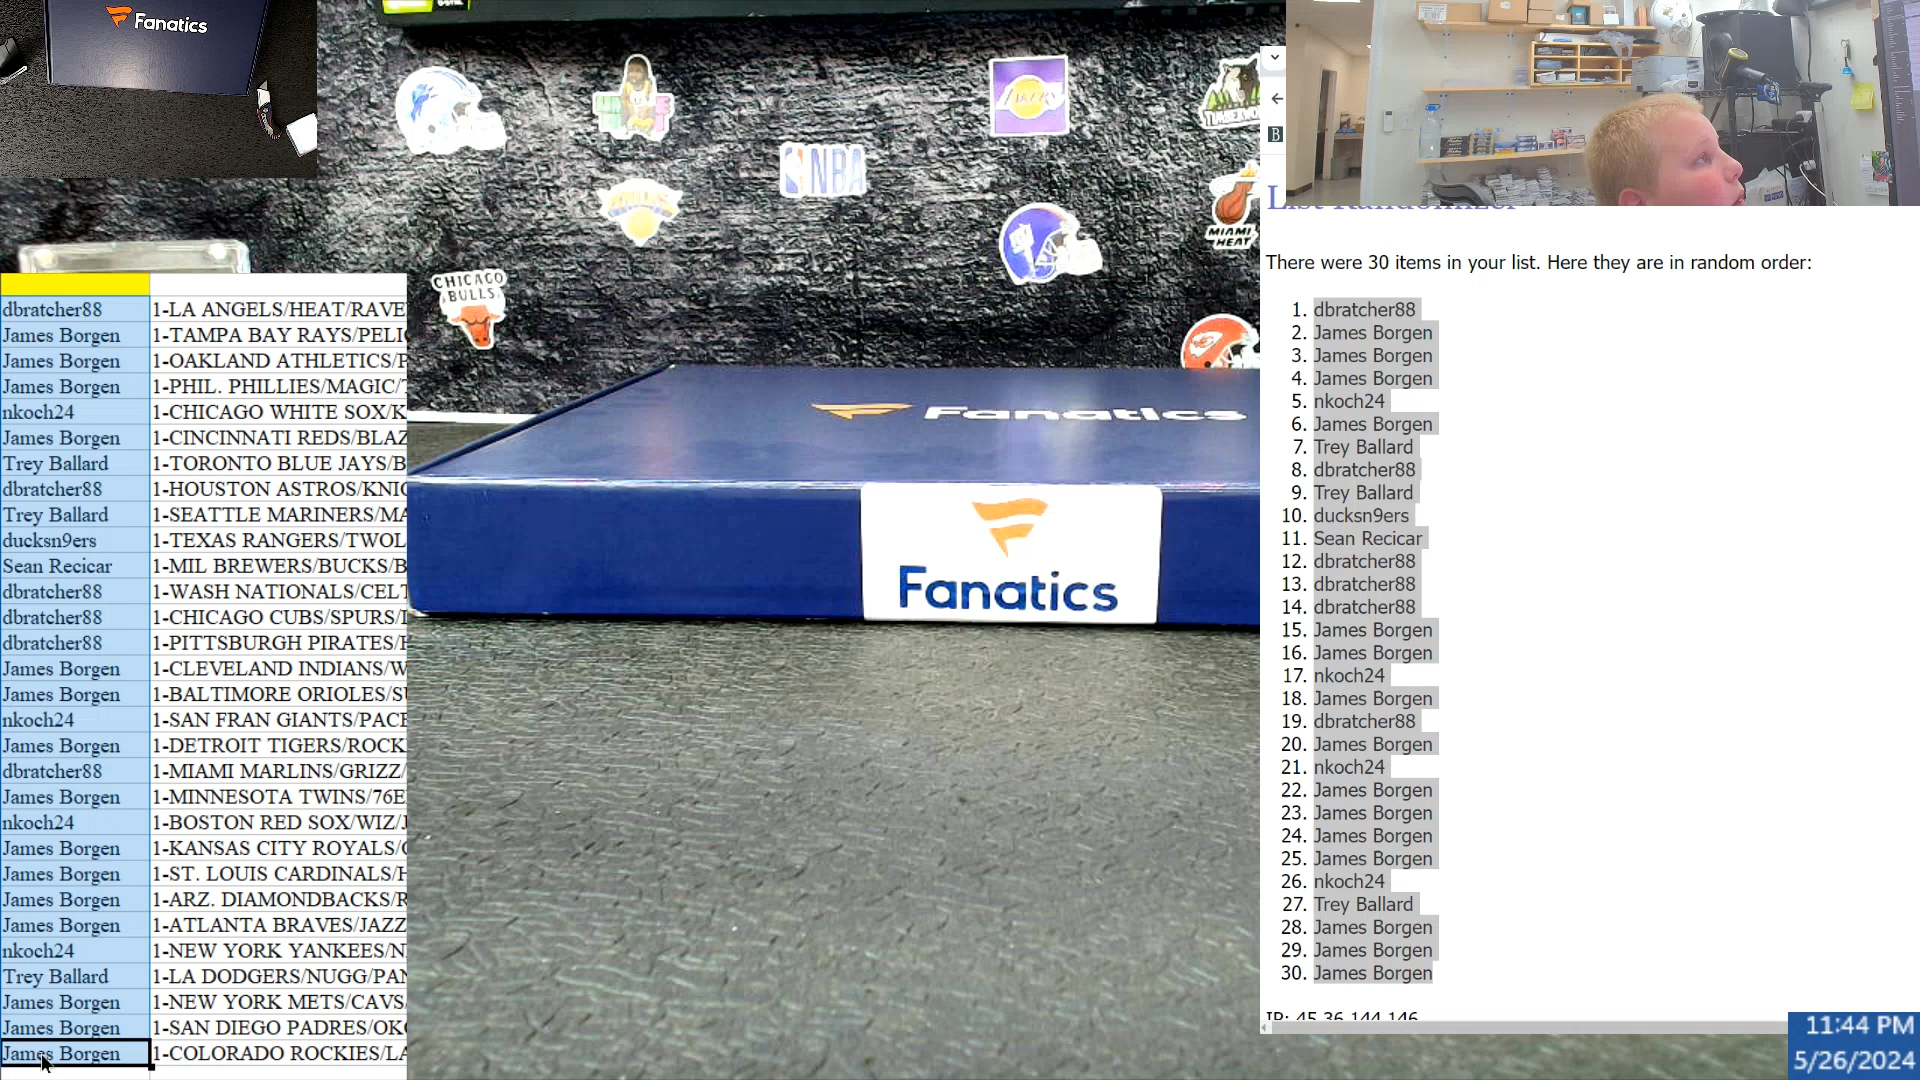 Fanatics
NBA
CHICAGO
BULLS
MIAMI
HEAT
Fanatics
Fanatics
dbratcher88 1-LA ANGELS/HEAT/RAVE
James Borgen 1-TAMPA BAY RAYS/PELI
James Borgen 1-OAKLAND ATHLETICS/
James Borgen 1-PHIL. PHILLIES/MAGIC/
nkoch24 1-CHICAGO WHITE SOX/K
James Borgen 1-CINCINNATI REDS/BLAZ
Trey Ballard 1-TORONTO BLUE JAYS/B
dbratcher88 1-HOUSTON ASTROS/KNI
Trey Ballard 1-SEATTLE MARINERS/MA
ducksn9ers 1-TEXAS RANGERS/TWOL
Sean Recicar 1-MIL BREWERS/BUCKS/B
dbratcher88 1-WASH NATIONALS/CELT
dbratcher88 1-CHICAGO CUBS/SPURS/
dbratcher88 1-PITTSBURGH PIRATES/
James Borgen 1-CLEVELAND INDIANS/W
James Borgen 1-BALTIMORE ORIOLES/SU
nkoch24 1-SAN FRAN GIANTS/PACE
James Borgen 1-DETROIT TIGERS/ROCK
dbratcher88 1-MIAMI MARLINS/GRIZZ/
James Borgen 1-MINNESOTA TWINS/76E
nkoch24 1-BOSTON RED SOX/WIZ/
James Borgen 1-KANSAS CITY ROYALS/
James Borgen 1-ST. LOUIS CARDINALS/
James Borgen 1-ARZ. DIAMONDBACKS/R
James Borgen 1-ATLANTA BRAVES/JAZZ
nkoch24 1-NEW YORK YANKEES/N
Trey Ballard 1-LA DODGERS/NUGG/PAN
James Borgen 1-NEW YORK METS/CAVS/
James Borgen 1-SAN DIEGO PADRES/OK
James Borgen 1-COLORADO ROCKIES/LA
List Randomizer
There were 30 items in your list. Here they are in random order:
1. dbratcher88
2. James Borgen
3. James Borgen
4. James Borgen
5. nkoch24
6. James Borgen
7. Trey Ballard
8. dbratcher88
9. Trey Ballard
10. ducksn9ers
11. Sean Recicar
12. dbratcher88
13. dbratcher88
14. dbratcher88
15. James Borgen
16. James Borgen
17. nkoch24
18. James Borgen
19. dbratcher88
20. James Borgen
21. nkoch24
22. James Borgen
23. James Borgen
24. James Borgen
25. James Borgen
26. nkoch24
27. Trey Ballard
28. James Borgen
29. James Borgen
30. James Borgen
IP: 45.36.144.146
11:44 PM
5/26/2024